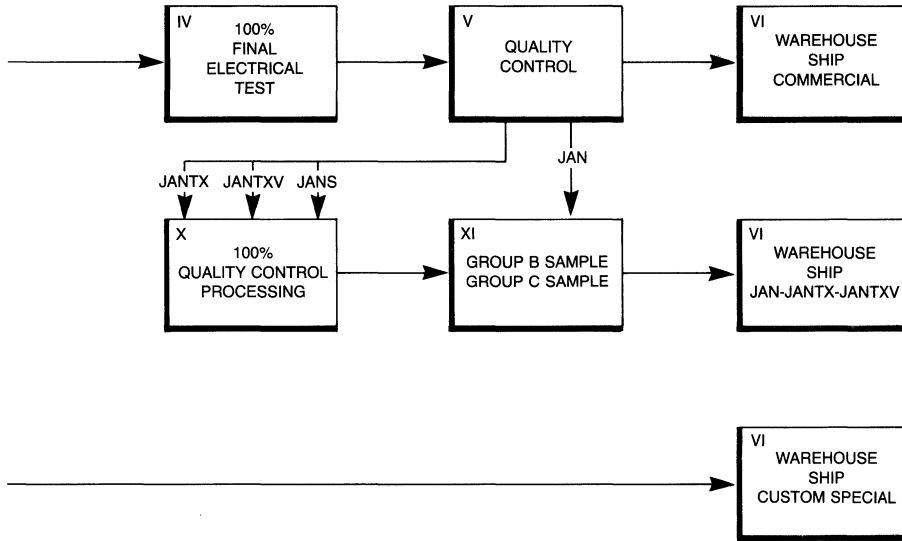 IV
100%
FINAL
ELECTRICAL
TEST
V
QUALITY
CONTROL
VI
WAREHOUSE
SHIP
COMMERCIAL
JANTX
JANTXV
JANS
JAN
X
100%
QUALITY CONTROL
PROCESSING
XI
GROUP B SAMPLE
GROUP C SAMPLE
VI
WAREHOUSE
SHIP
JAN-JANTX-JANTXV
VI
WAREHOUSE
SHIP
CUSTOM SPECIAL